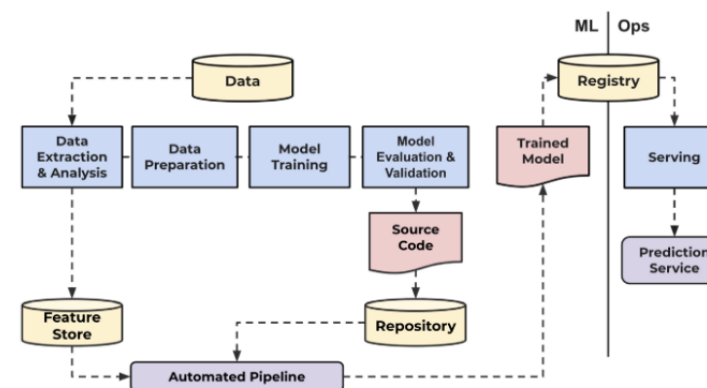 ML Ops
Data
Registry
Data
Extraction
& Analysis
Data
Preparation
Model
Training
Model
Evaluation &
Validation
Trained
Model
Serving
Source
Code
Prediction
Service
Feature
Store
Repository
Automated Pipeline